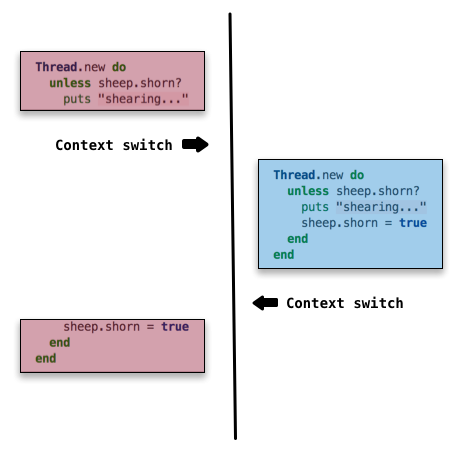 Thread.new do
unless sheep.shorn?
puts "shearing..."
Context switch
Thread.new do
unless sheep.shorn?
puts "shearing..."
sheep.shorn = true
end
end
Context switch
sheep.shorn = true
end
end